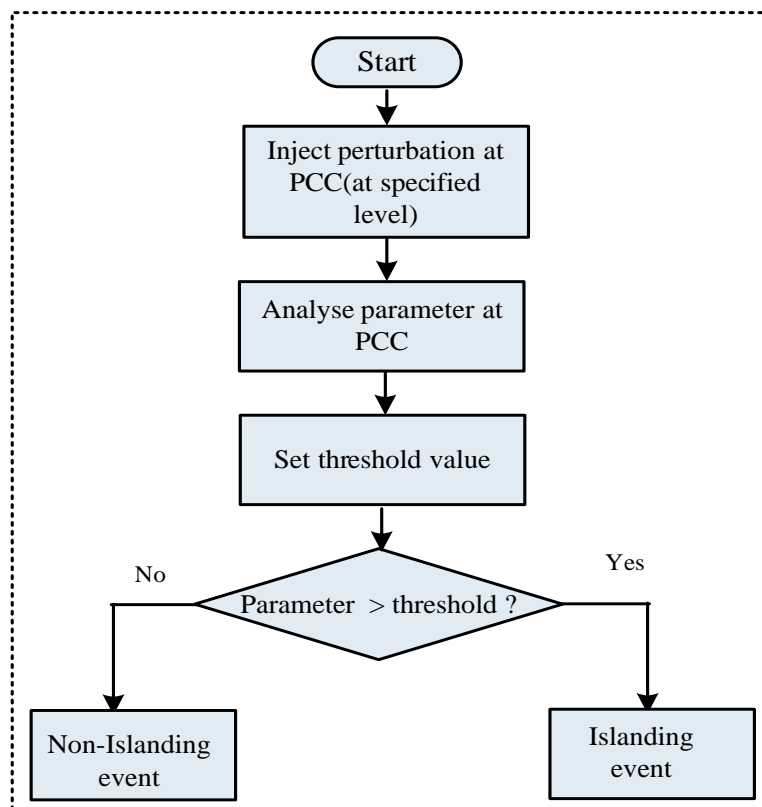 Start
Inject perturbation at
PCC(at specified
level)
Analyse parameter at
PCC
Set threshold value
No
Yes
Parameter > threshold ?
Non-Islanding
event
Islanding
event